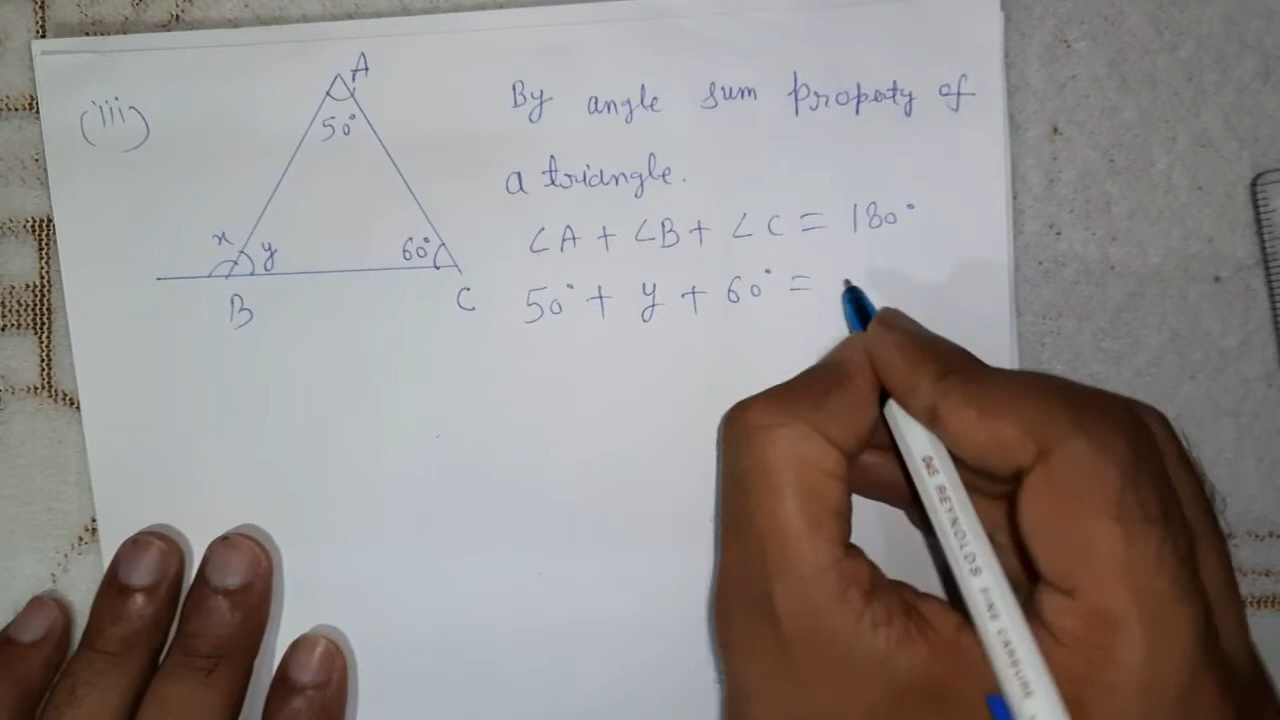 (iii)
A
50°
x
y
60°
B
C
By angle sum property of
a triangle.
∠A + ∠B + ∠C = 180°
50° + y + 60° =
REYNOLDS FINE CARBURE